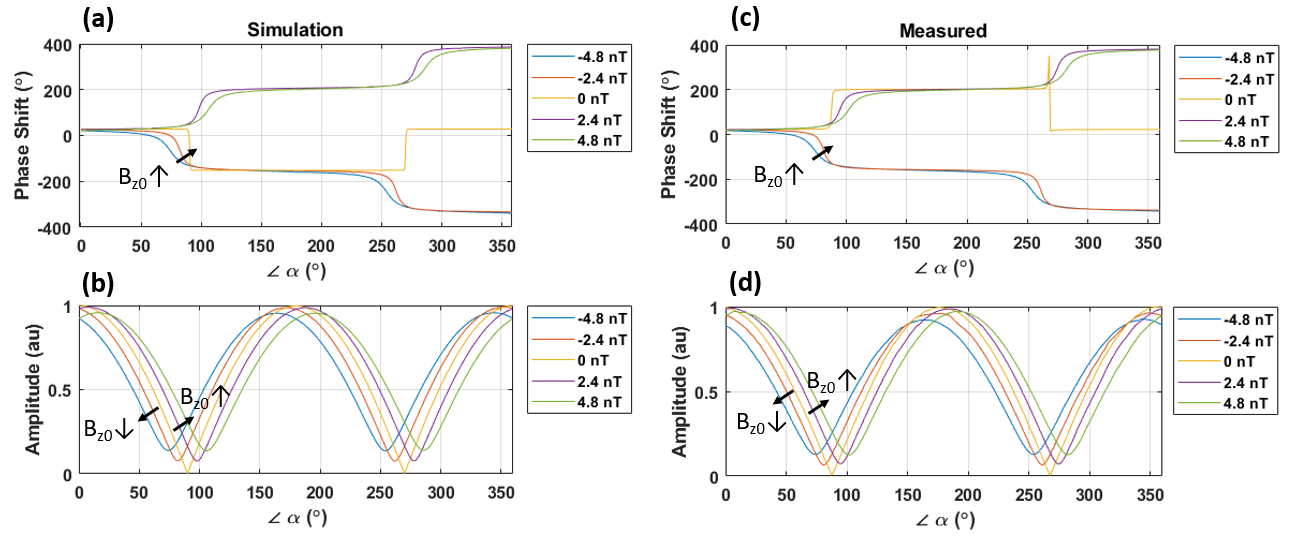 (a)
Simulation
Phase Shift (°)
400
200
0
-200
-400
0 50 100 150 200 250 300 350
∠ α (°)
B_z0 ↑
-4.8 nT
-2.4 nT
0 nT
2.4 nT
4.8 nT
(c)
Measured
Phase Shift (°)
400
200
0
-200
-400
0 50 100 150 200 250 300 350
∠ α (°)
B_z0 ↑
-4.8 nT
-2.4 nT
0 nT
2.4 nT
4.8 nT
(b)
Amplitude (au)
1
0.5
0
0 50 100 150 200 250 300 350
∠ α (°)
B_z0 ↓
B_z0 ↑
-4.8 nT
-2.4 nT
0 nT
2.4 nT
4.8 nT
(d)
Amplitude (au)
1
0.5
0
0 50 100 150 200 250 300 350
∠ α (°)
B_z0 ↓
B_z0 ↑
-4.8 nT
-2.4 nT
0 nT
2.4 nT
4.8 nT